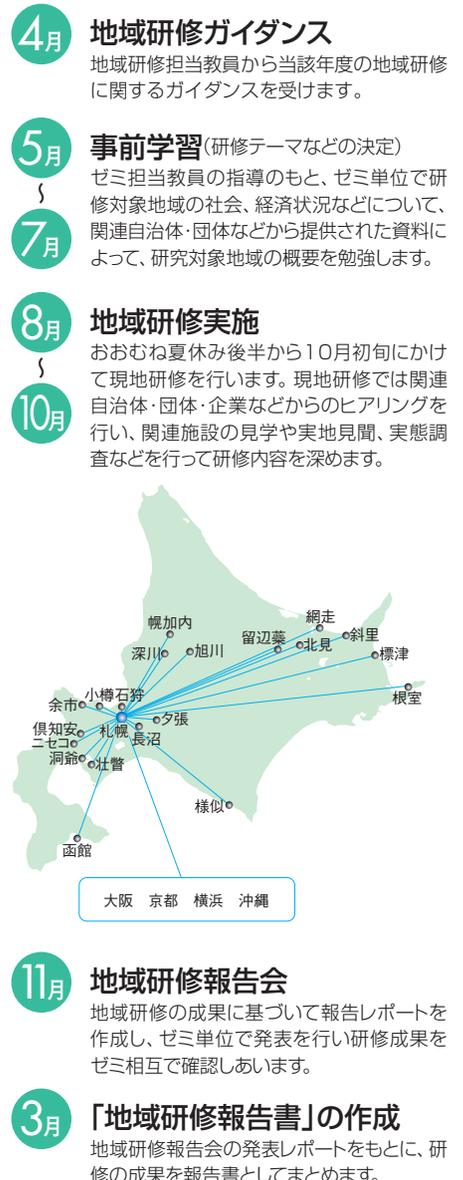 4月
地域研修ガイダンス
地域研修担当教員から当該年度の地域研修
に関するガイダンスを受けます。
5月
〜
7月
事前学習（研修テーマなどの決定）
ゼミ担当教員の指導のもと、ゼミ単位で研
修対象地域の社会、経済状況などについて、
関連自治体・団体などから提供された資料に
よって、研究対象地域の概要を勉強します。
8月
〜
10月
地域研修実施
おおむね夏休み後半から10月初旬にかけ
て現地研修を行います。現地研修では関連
自治体・団体・企業などからのヒアリングを
行い、関連施設の見学や実地見聞、実態調
査などを行って研修内容を深めます。
幌加内
深川
旭川
留辺蘂
網走
北見
斜里
標津
根室
余市
小樽
石狩
夕張
札幌
長沼
倶知安
ニセコ
洞爺
壮瞥
様似
函館
大阪 京都 横浜 沖縄
11月
地域研修報告会
地域研修の成果に基づいて報告レポートを
作成し、ゼミ単位で発表を行い研修成果を
ゼミ相互で確認しあいます。
3月
「地域研修報告書」の作成
地域研修報告会の発表レポートをもとに、研
修の成果を報告書としてまとめます。